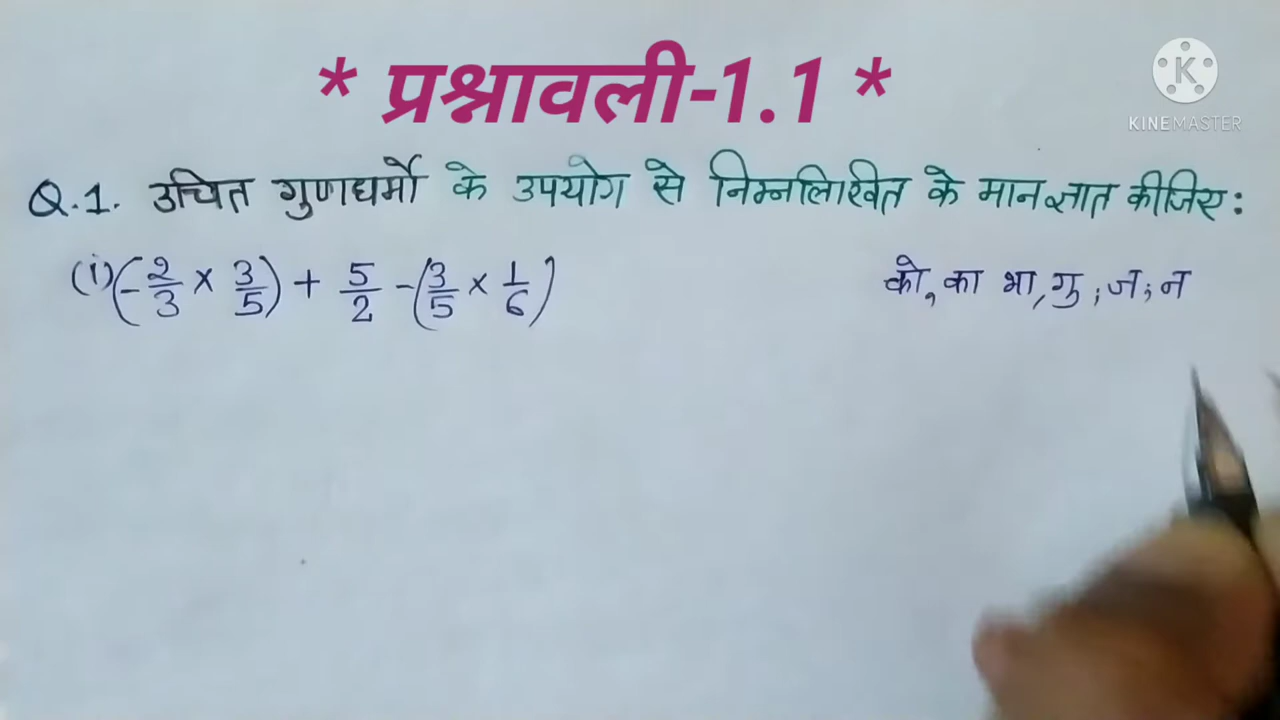 * प्रश्नावली-1.1 *
K
KINEMASTER
Q.1. उचित गुणधर्मो के उपयोग से निम्नलिखित के मान ज्ञात कीजिए:
(i) (-2/3 × 3/5) + 5/2 - (3/5 × 1/6)
को, का भा, गु, ज, न